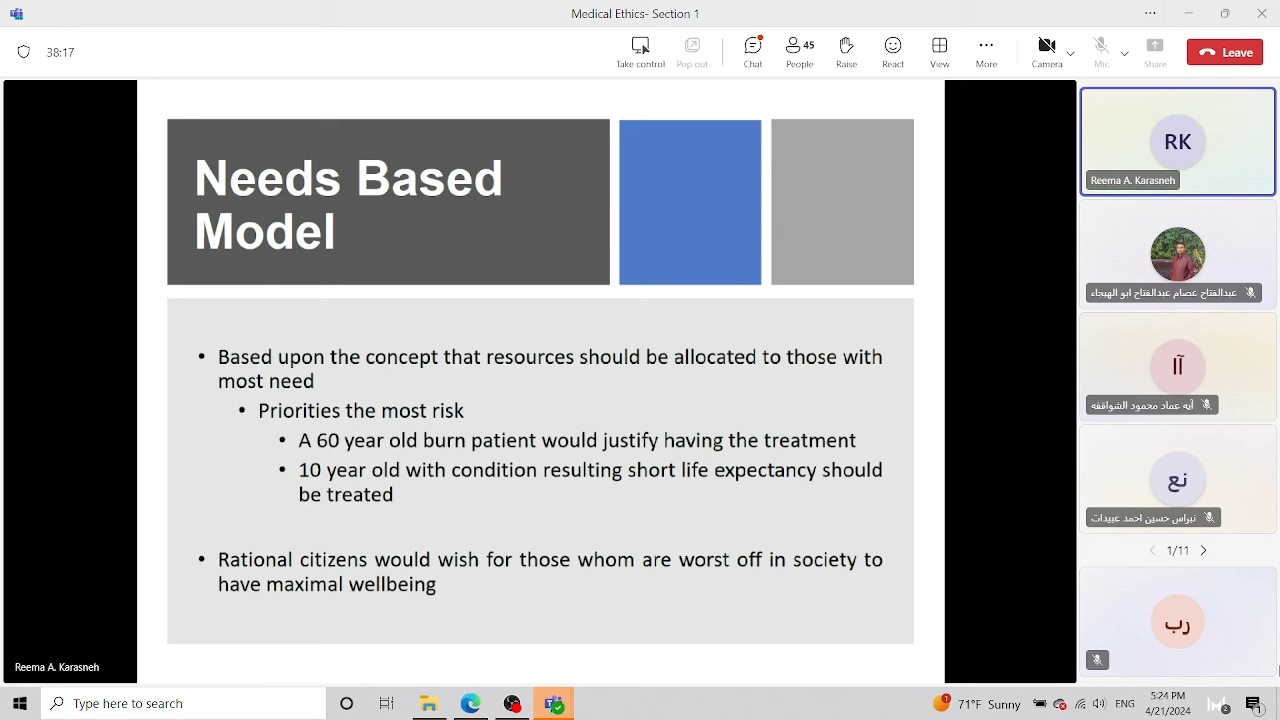 Medical Ethics- Section 1
38:17
Take control
Pop out
Chat
45
People
Raise
React
View
More
Camera
Mic
Share
Leave
Needs Based
Model
• Based upon the concept that resources should be allocated to those with
most need
• Priorities the most risk
• A 60 year old burn patient would justify having the treatment
• 10 year old with condition resulting short life expectancy should
be treated
• Rational citizens would wish for those whom are worst off in society to
have maximal wellbeing
Reema A. Karasneh
RK
Reema A. Karasneh
عبدالفتاح عصام عبدالفتاح ابو الهيجاء
آآ
آيه عماد محمود الشواقفه
نع
نبراس حسين احمد عبيدات
1/11
رب
Type here to search
1
71°F Sunny
ENG
5:24 PM
4/21/2024
2
1